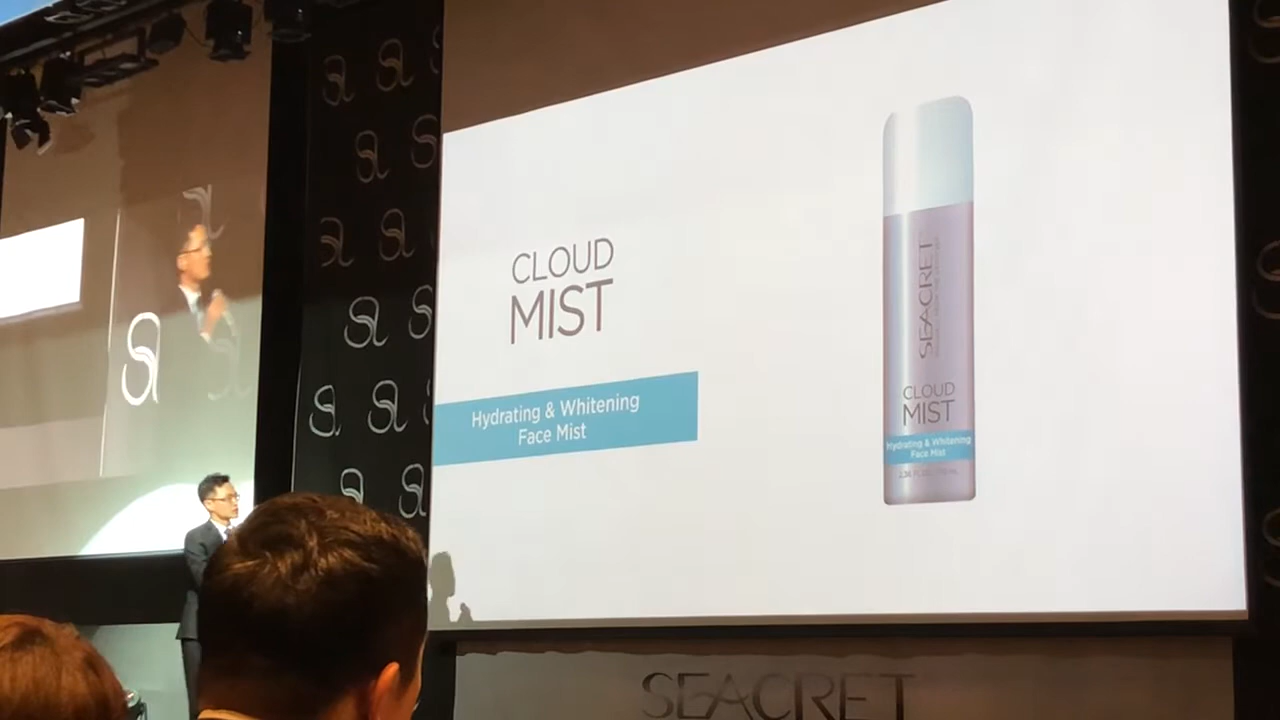 CLOUD
MIST
Hydrating & Whitening
Face Mist
SEACRET
CLOUD
MIST
Hydrating & Whitening
Face Mist
SEACRET